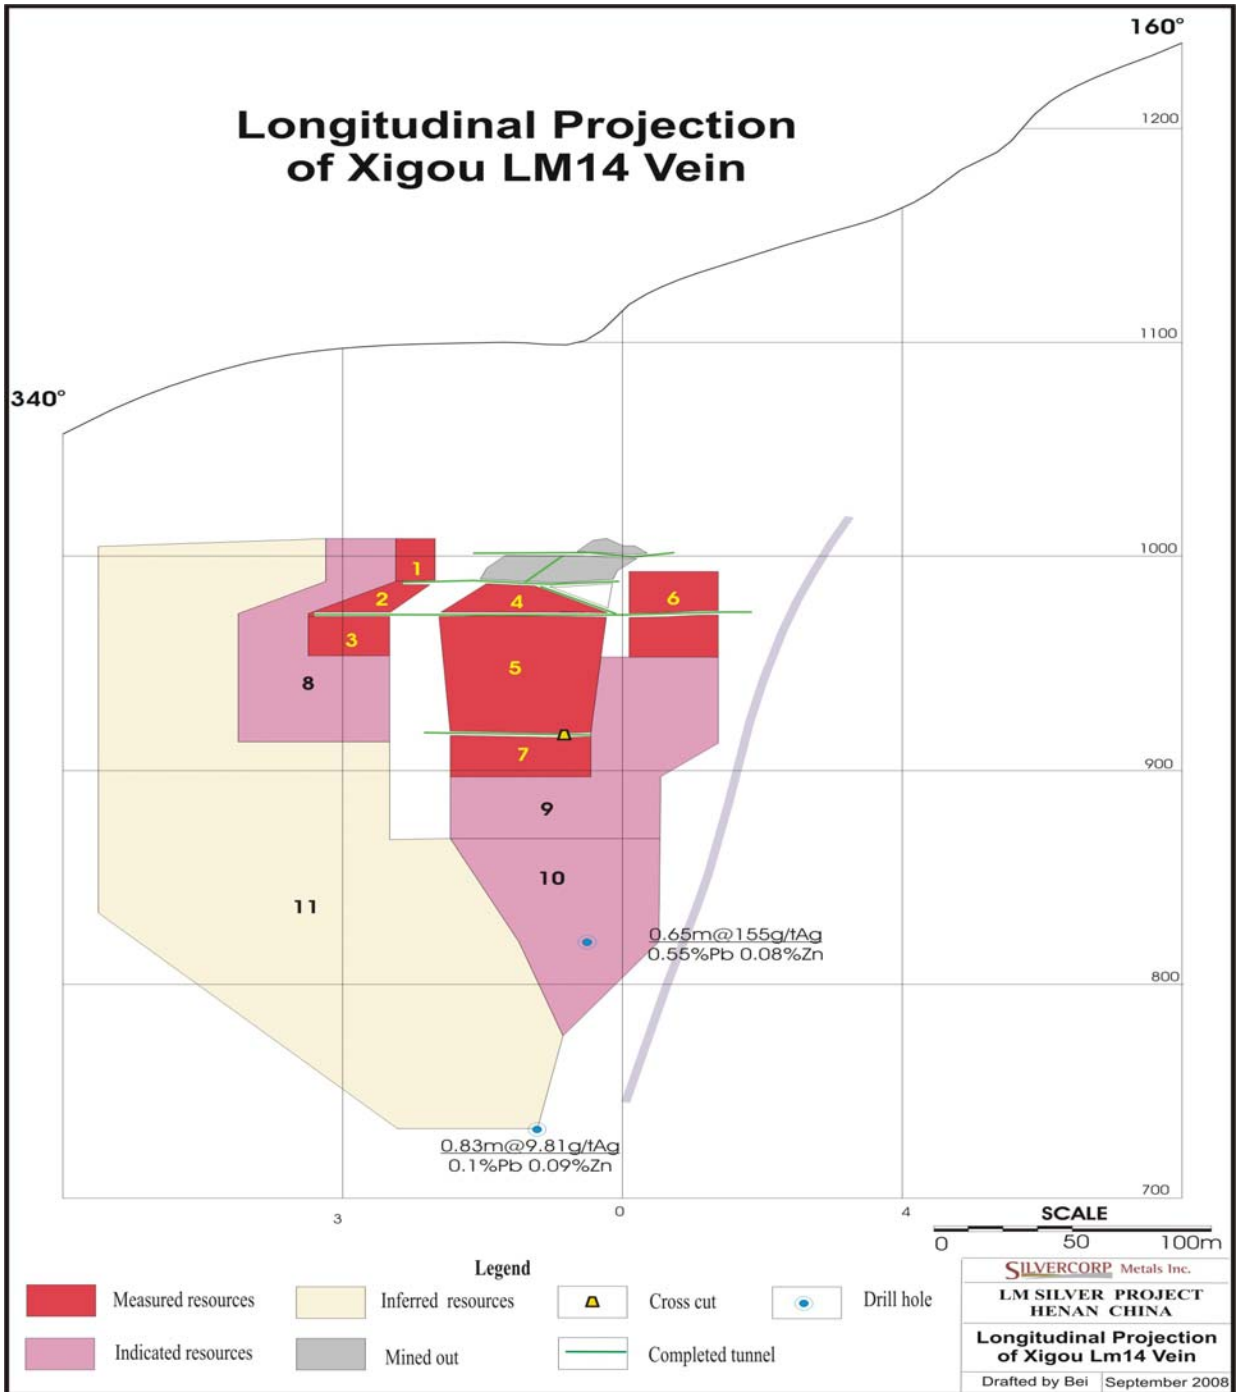 160°
Longitudinal Projection
of Xigou LM14 Vein
1200
1100
340°
1000
1
2
3
4
5
6
7
8
9
900
10
11
0.65m@155g/tAg
0.55%Pb 0.08%Zn
800
0.83m@9.81g/tAg
0.1%Pb 0.09%Zn
700
3
0
4
SCALE
0 50 100m
Legend
Measured resources
Inferred resources
Cross cut
Drill hole
Indicated resources
Mined out
Completed tunnel
SILVERCORP Metals Inc.
LM SILVER PROJECT
HENAN CHINA
Longitudinal Projection
of Xigou Lm14 Vein
Drafted by Bei September 2008